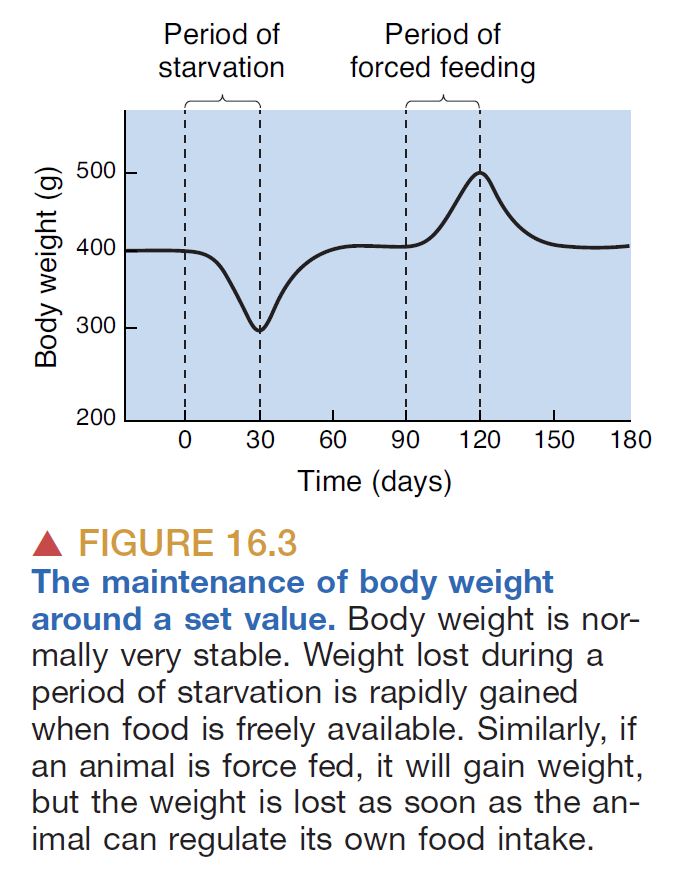 Period of starvation
Period of forced feeding
Body weight (g)
500
400
300
200
0 30 60 90 120 150 180
Time (days)
▲ FIGURE 16.3
The maintenance of body weight
around a set value. Body weight is nor-
mally very stable. Weight lost during a
period of starvation is rapidly gained
when food is freely available. Similarly, if
an animal is force fed, it will gain weight,
but the weight is lost as soon as the an-
imal can regulate its own food intake.